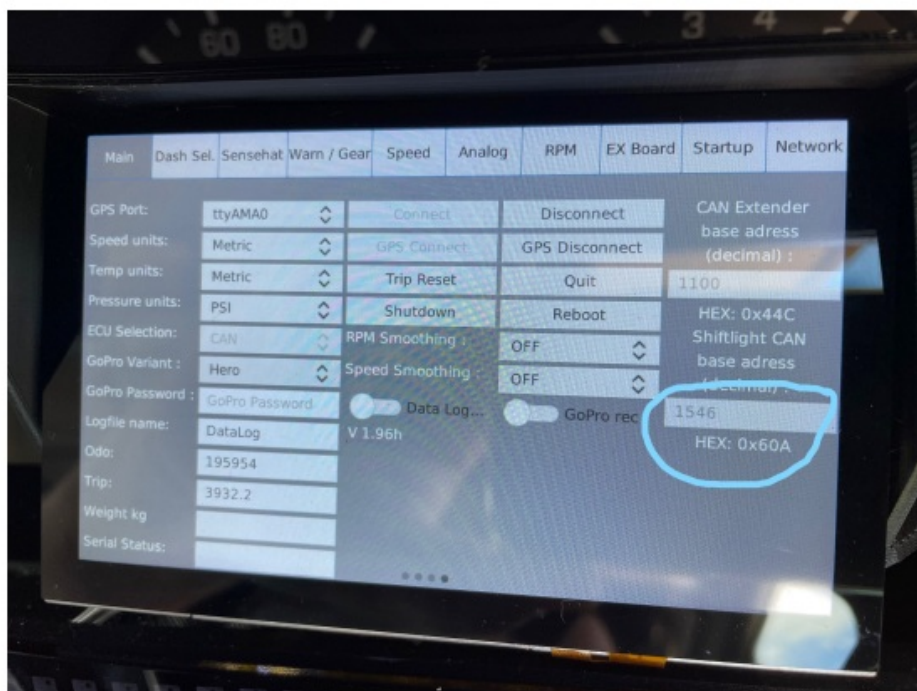 60 80
3 4
Main Dash Sel. Sensehat Warn / Gear Speed Analog RPM EX Board Startup Network
GPS Port: ttyAMA0 Connect Disconnect
Speed units: Metric GPS Connect GPS Disconnect
Temp units: Metric Trip Reset Quit
Pressure units: PSI Shutdown Reboot
ECU Selection: CAN RPM Smoothing : OFF
GoPro Variant : Hero Speed Smoothing : OFF
GoPro Password : GoPro Passw Data Log... GoPro rec
Logfile name: DataLog V 1.96h
Odo: 195954
Trip: 3932.2
Weight kg
Serial Status:
CAN Extender
base adress
(decimal) :
1100
HEX: 0x44C
Shiftlight CAN
base adress
(decimal) :
1546
HEX: 0x60A